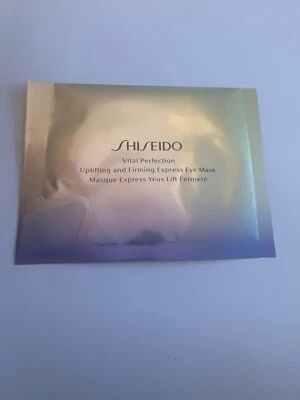 SHISEIDO
Vital Perfection
Uplifting and Firming Express Eye Mask
Masque Express Yeux Lift Fermeté